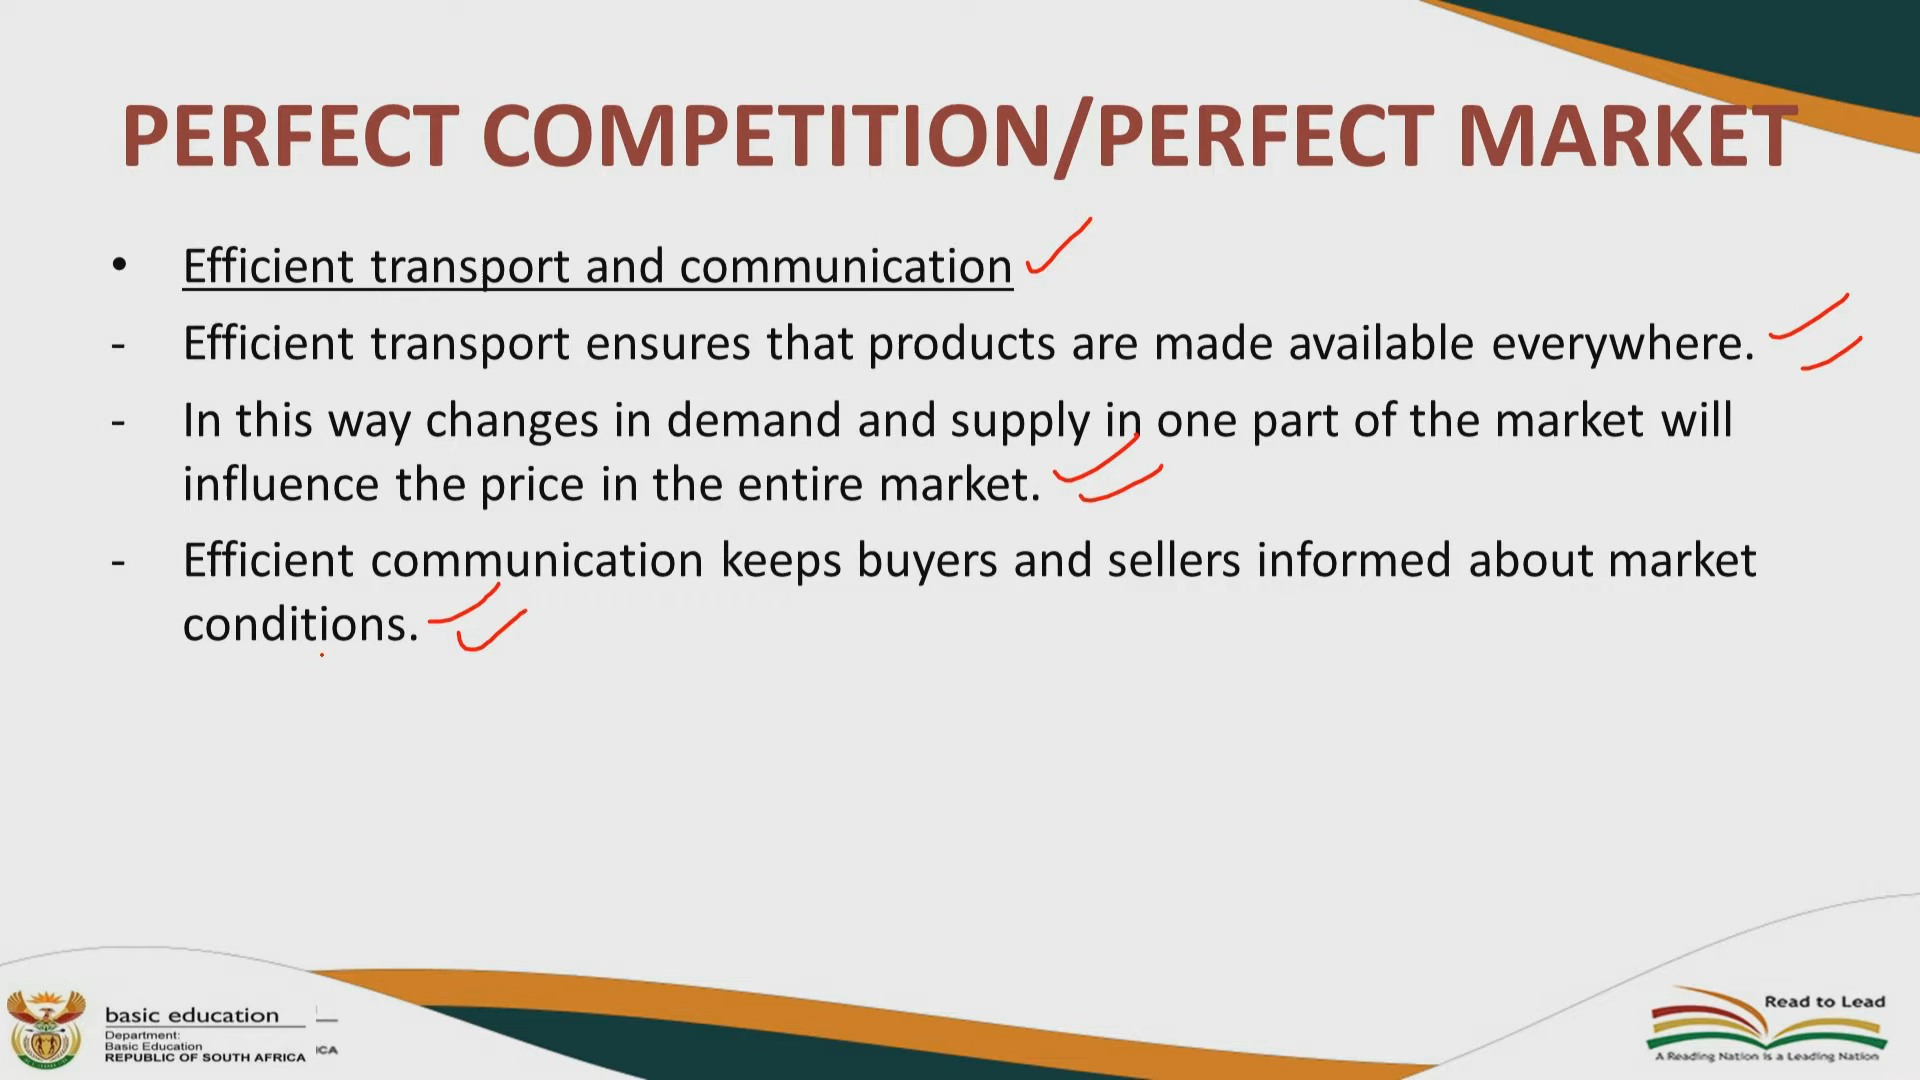 PERFECT COMPETITION/PERFECT MARKET
• Efficient transport and communication
- Efficient transport ensures that products are made available everywhere.
- In this way changes in demand and supply in one part of the market will
influence the price in the entire market.
- Efficient communication keeps buyers and sellers informed about market
conditions.
basic education
Department:
Basic Education
REPUBLIC OF SOUTH AFRICA
ICA
Read to Lead
A Reading Nation is a Leading Nation